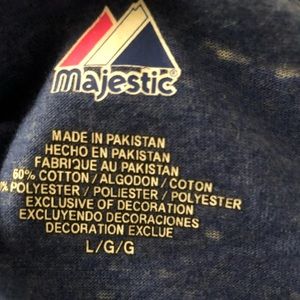 majestic®
MADE IN PAKISTAN
HECHO EN PAKISTAN
FABRIQUE AU PAKISTAN
60% COTTON / ALGODON / COTON
% POLYESTER / POLIESTER / POLYESTER
EXCLUSIVE OF DECORATION
EXCLUYENDO DECORACIONES
DECORATION EXCLUE
L/G/G